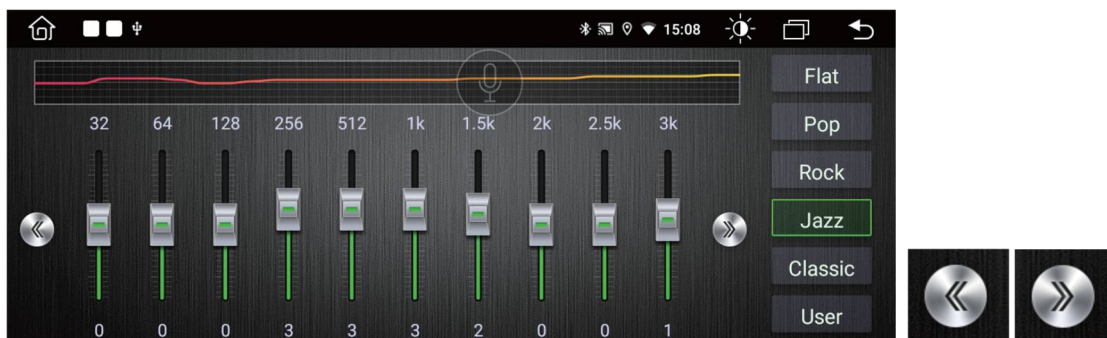 15:08
Flat
32 64 128 256 512 1k 1.5k 2k 2.5k 3k
Pop
Rock
Jazz
Classic
User
0 0 0 3 3 3 2 0 0 1